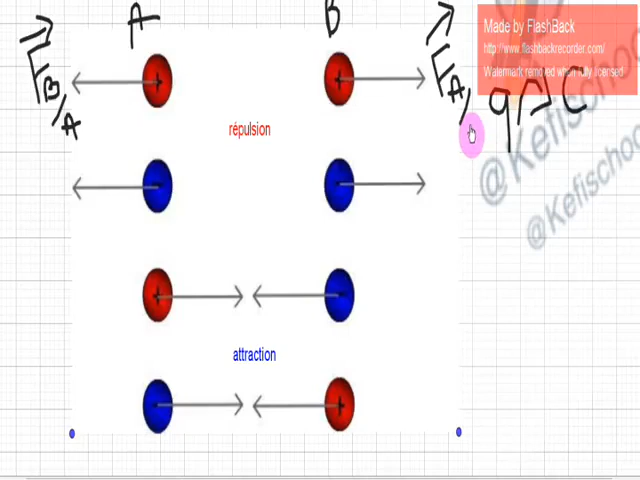 A
B
Made by FlashBack
http://www.flashbackrecorder.com/
Watermark removed when fully licensed
F B/A
F A/
q → C
+
+
répulsion
-
-
+
-
attraction
-
+
@Kefischool
@Kefischool